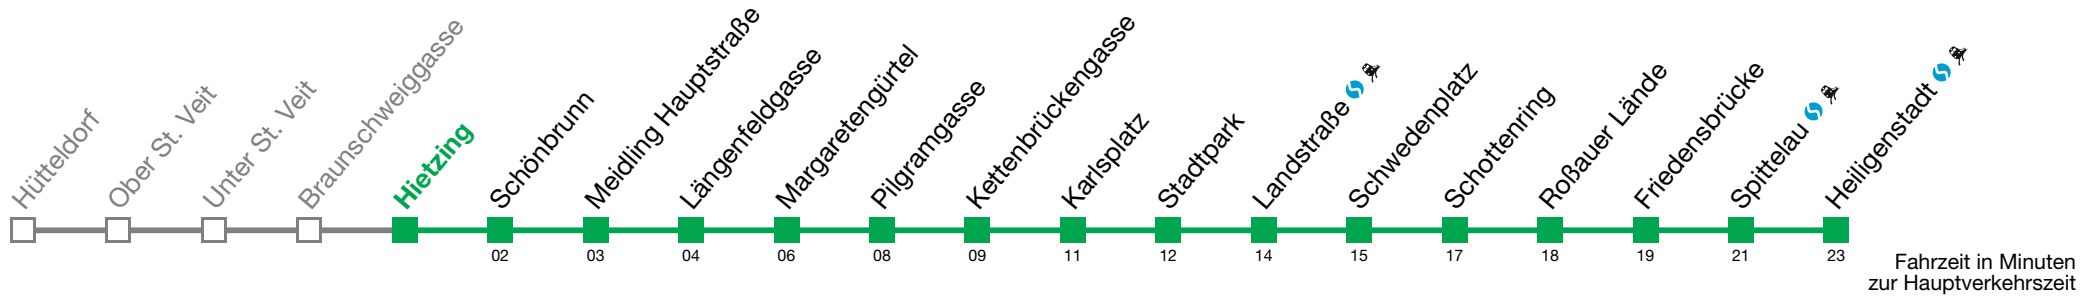 Hütteldorf
Ober St. Veit
Unter St. Veit
Braunschweiggasse
Hietzing
Schönbrunn
Meidling Hauptstraße
Längenfeldgasse
Margaretengürtel
Pilgramgasse
Kettenbrückengasse
Karlsplatz
Stadtpark
Landstraße
Schwedenplatz
Schottenring
Roßauer Lände
Friedensbrücke
Spittelau
Heiligenstadt
02 03 04 06 08 09 11 12 14 15 17 18 19 21 23
Fahrzeit in Minuten
zur Hauptverkehrszeit